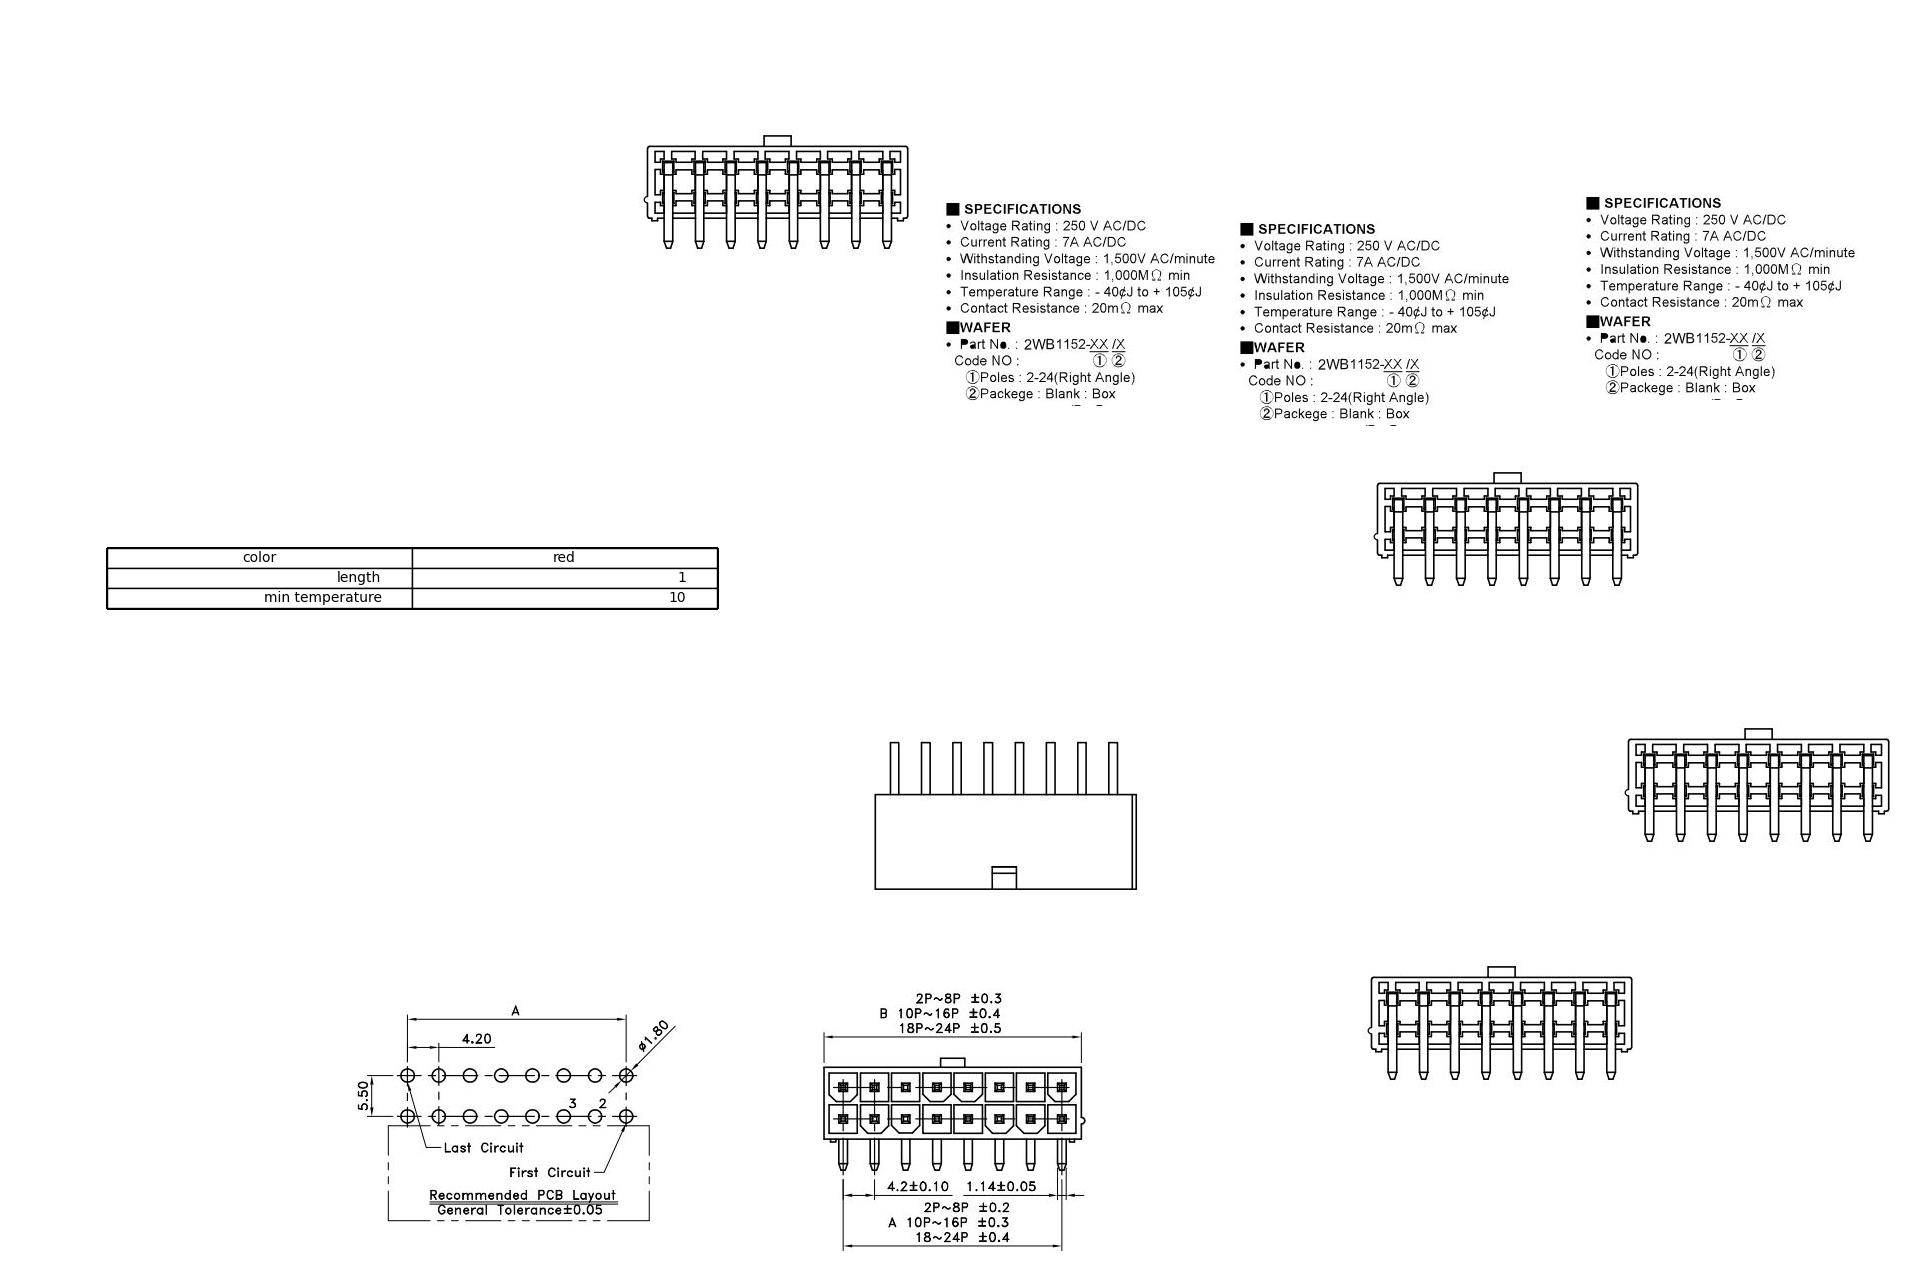 ■ SPECIFICATIONS
• Voltage Rating : 250 V AC/DC
• Current Rating : 7A AC/DC
• Withstanding Voltage : 1,500V AC/minute
• Insulation Resistance : 1,000MΩ min
• Temperature Range : - 40¢J to + 105¢J
• Contact Resistance : 20mΩ max
■WAFER
• Part No. : 2WB1152-XX /X
Code NO : ① ②
①Poles : 2-24(Right Angle)
②Packege : Blank : Box
■ SPECIFICATIONS
• Voltage Rating : 250 V AC/DC
• Current Rating : 7A AC/DC
• Withstanding Voltage : 1,500V AC/minute
• Insulation Resistance : 1,000MΩ min
• Temperature Range : - 40¢J to + 105¢J
• Contact Resistance : 20mΩ max
■WAFER
• Part No. : 2WB1152-XX /X
Code NO : ① ②
①Poles : 2-24(Right Angle)
②Packege : Blank : Box
■ SPECIFICATIONS
• Voltage Rating : 250 V AC/DC
• Current Rating : 7A AC/DC
• Withstanding Voltage : 1,500V AC/minute
• Insulation Resistance : 1,000MΩ min
• Temperature Range : - 40¢J to + 105¢J
• Contact Resistance : 20mΩ max
■WAFER
• Part No. : 2WB1152-XX /X
Code NO : ① ②
①Poles : 2-24(Right Angle)
②Packege : Blank : Box
color red
length 1
min temperature 10
A
4.20
ø1.80
5.50
3 2
Last Circuit
First Circuit
Recommended PCB Layout
General Tolerance±0.05
2P~8P ±0.3
B 10P~16P ±0.4
18P~24P ±0.5
4.2±0.10 1.14±0.05
2P~8P ±0.2
A 10P~16P ±0.3
18~24P ±0.4